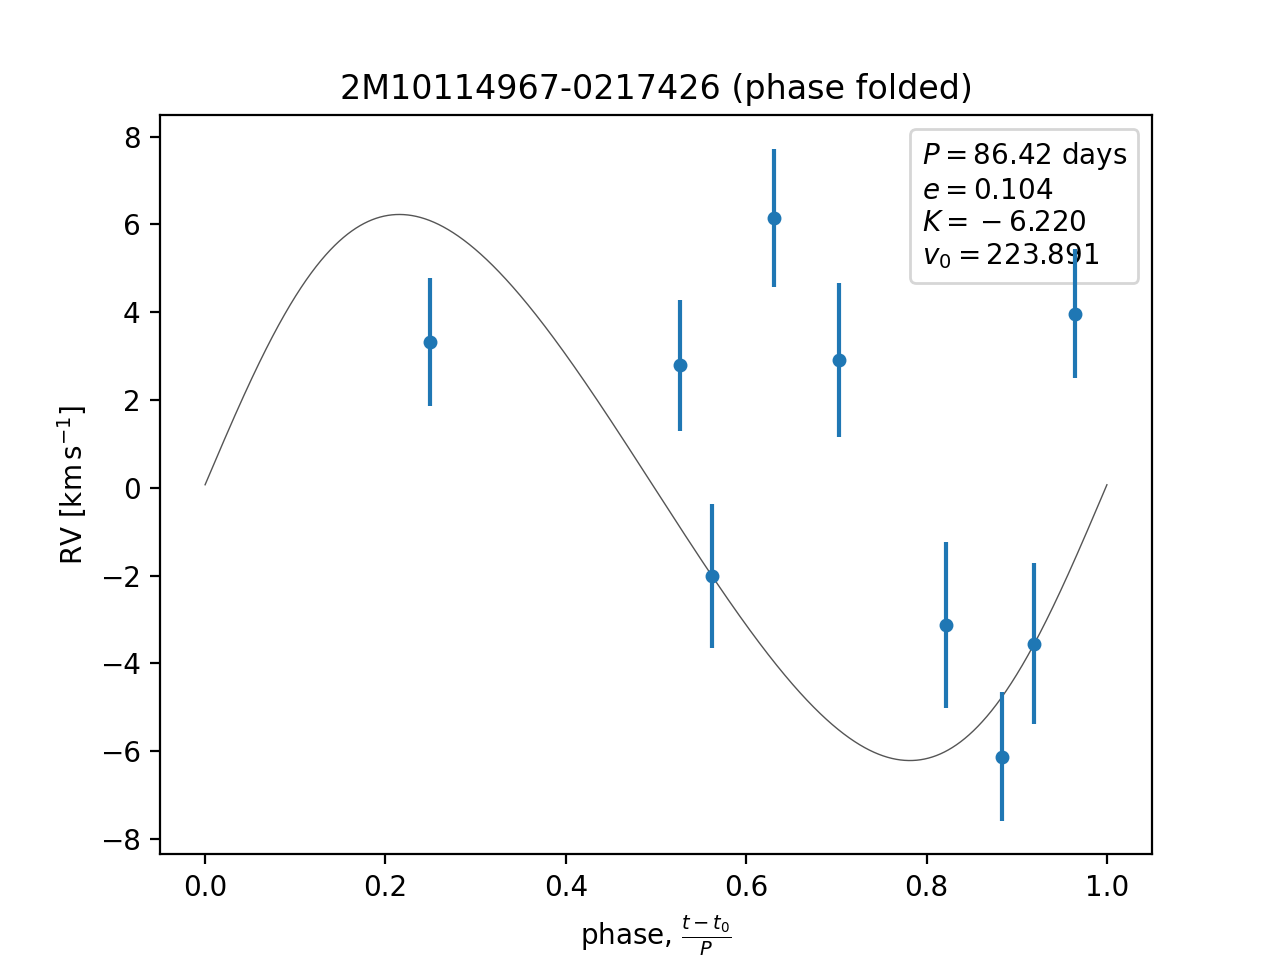 2M10114967-0217426 (phase folded)
P = 86.42 days
e = 0.104
K = −6.220
v₀ = 223.891
RV [km s⁻¹]
8
6
4
2
0
−2
−4
−6
−8
0.0 0.2 0.4 0.6 0.8 1.0
phase, (t − t₀)/P